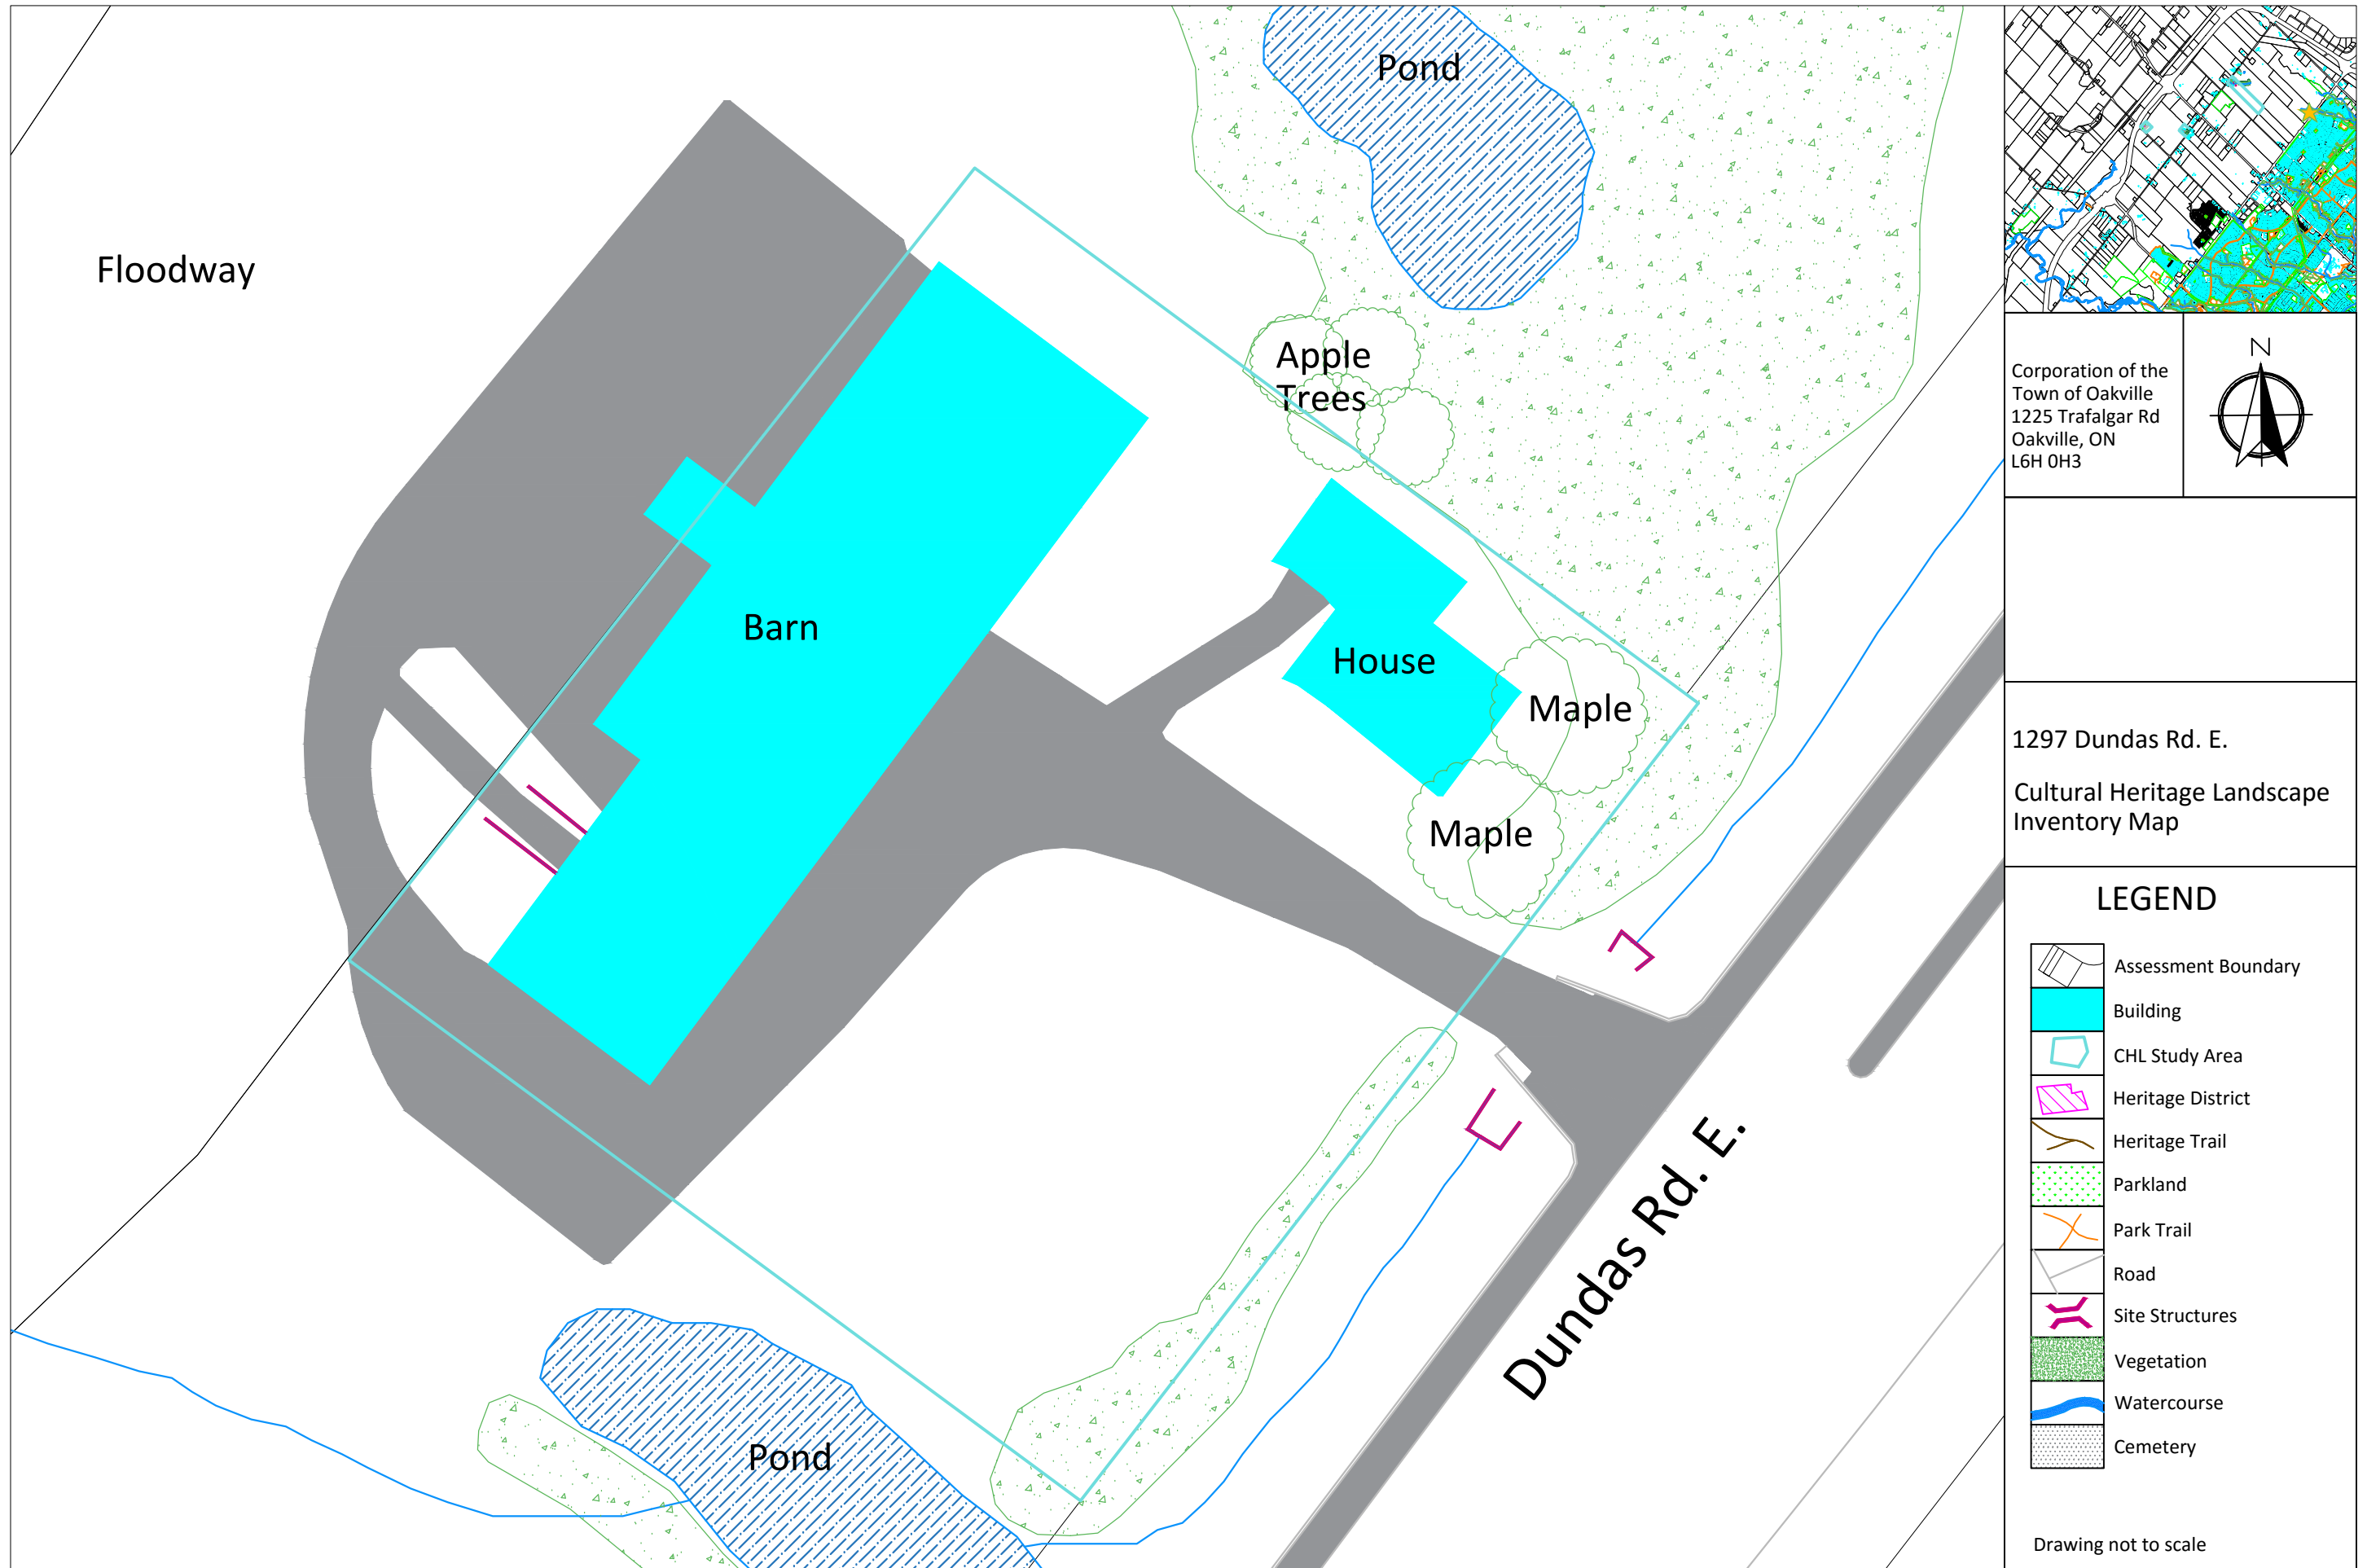 Pond
Floodway
Apple
Trees
Barn
House
Maple
Maple
Dundas Rd. E.
Pond
N
Corporation of the
Town of Oakville
1225 Trafalgar Rd
Oakville, ON
L6H 0H3
1297 Dundas Rd. E.
Cultural Heritage Landscape
Inventory Map
LEGEND
Assessment Boundary
Building
CHL Study Area
Heritage District
Heritage Trail
Parkland
Park Trail
Road
Site Structures
Vegetation
Watercourse
Cemetery
Drawing not to scale